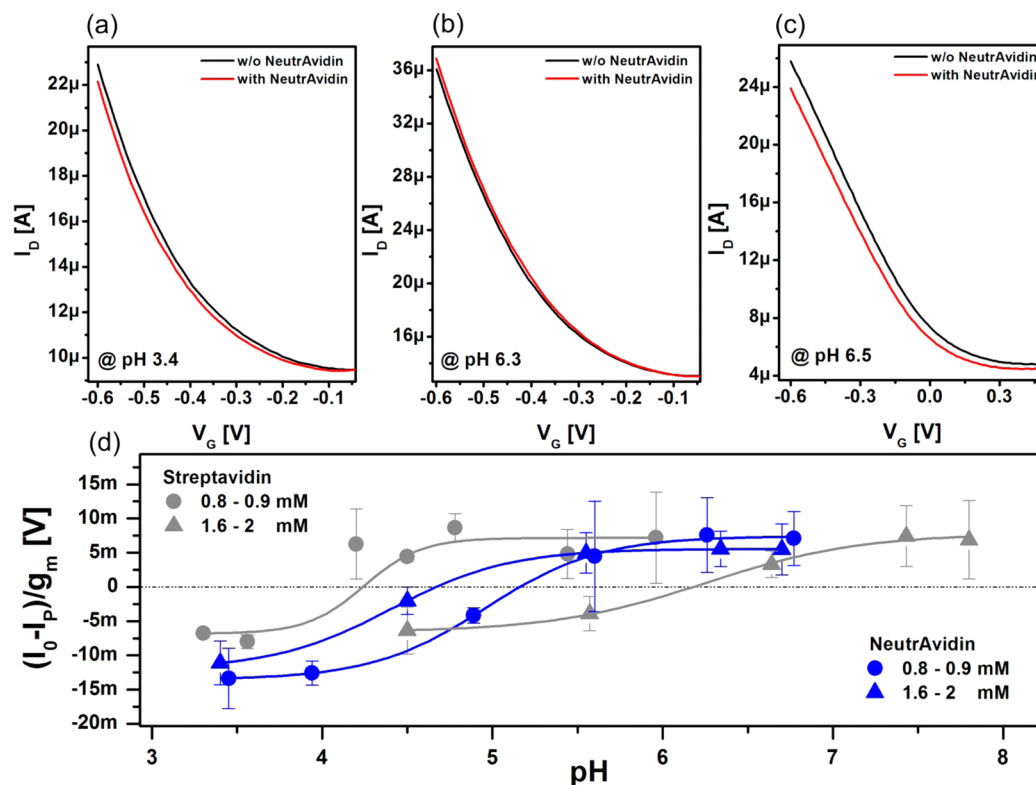 (a)
w/o NeutrAvidin
with NeutrAvidin
22µ
20µ
18µ
16µ
14µ
12µ
10µ
I_D [A]
@ pH 3.4
-0.6 -0.5 -0.4 -0.3 -0.2 -0.1
V_G [V]
(b)
w/o NeutrAvidin
with NeutrAvidin
36µ
32µ
28µ
24µ
20µ
16µ
I_D [A]
@ pH 6.3
-0.6 -0.5 -0.4 -0.3 -0.2 -0.1
V_G [V]
(c)
w/o NeutrAvidin
with NeutrAvidin
24µ
20µ
16µ
12µ
8µ
4µ
I_D [A]
@ pH 6.5
-0.6 -0.3 0.0 0.3
V_G [V]
(d)
15m
10m
5m
0
-5m
-10m
-15m
-20m
(I_0-I_P)/g_m [V]
Streptavidin
0.8 - 0.9 mM
1.6 - 2 mM
NeutrAvidin
0.8 - 0.9 mM
1.6 - 2 mM
3 4 5 6 7 8
pH